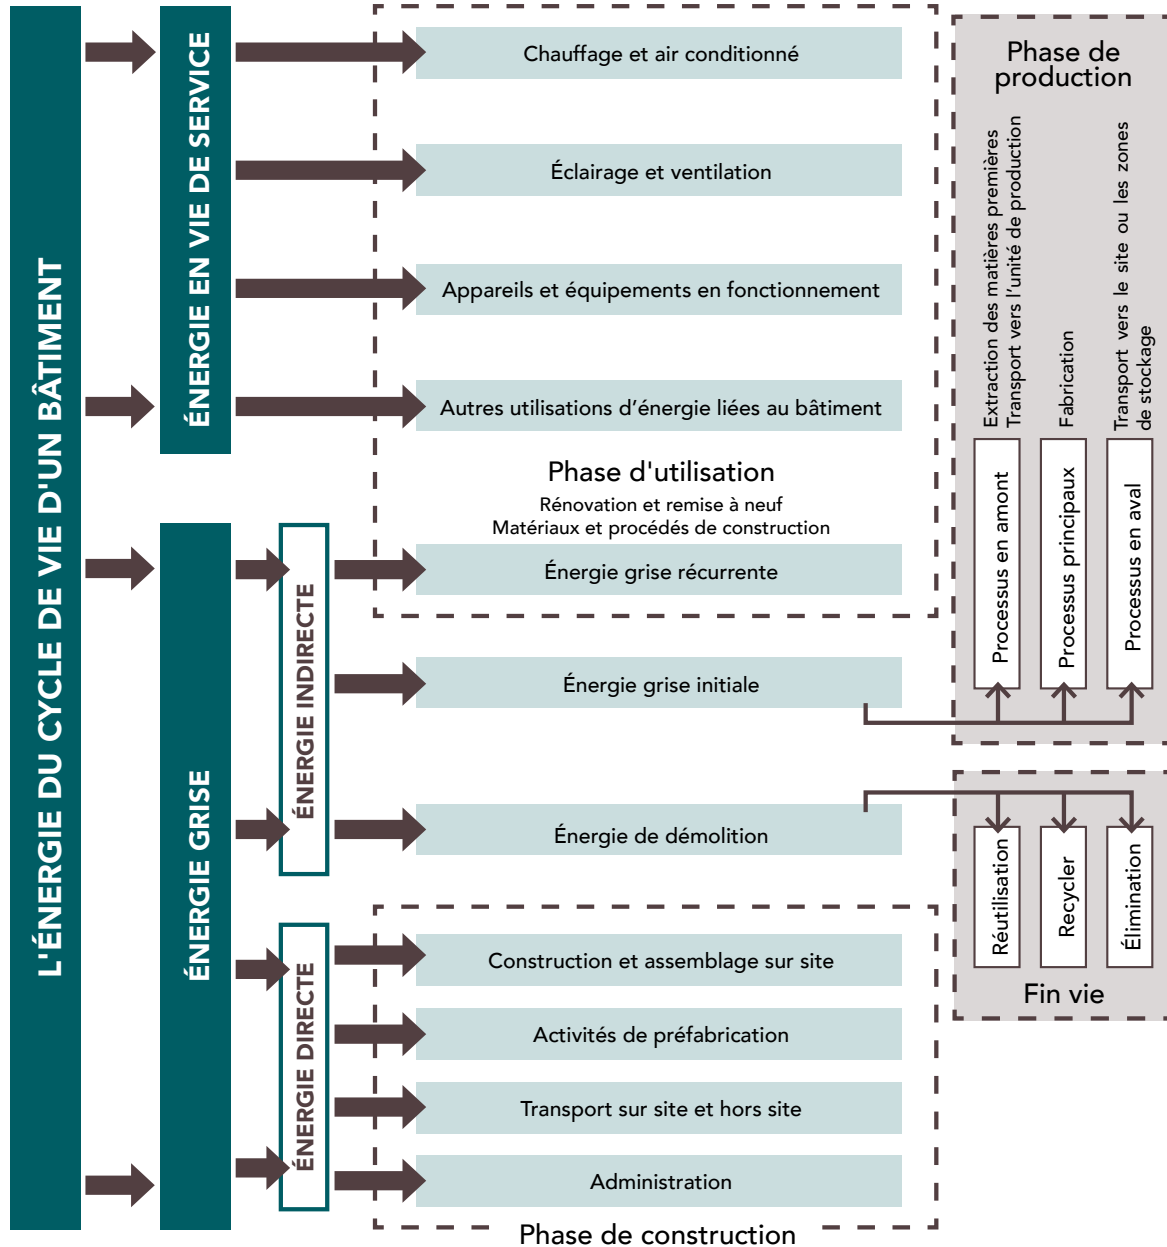 L'ÉNERGIE DU CYCLE DE VIE D'UN BÂTIMENT
ÉNERGIE EN VIE DE SERVICE
Chauffage et air conditionné
Éclairage et ventilation
Appareils et équipements en fonctionnement
Autres utilisations d’énergie liées au bâtiment
Phase d'utilisation
Rénovation et remise à neuf
Matériaux et procédés de construction
ÉNERGIE GRISE
ÉNERGIE INDIRECTE
Énergie grise récurrente
Énergie grise initiale
Énergie de démolition
ÉNERGIE DIRECTE
Construction et assemblage sur site
Activités de préfabrication
Transport sur site et hors site
Administration
Phase de construction
Phase de
production
Extraction des matières premières
Transport vers l’unité de production
Fabrication
Transport vers le site ou les zones
de stockage
Processus en amont
Processus principaux
Processus en aval
Réutilisation
Recycler
Élimination
Fin vie